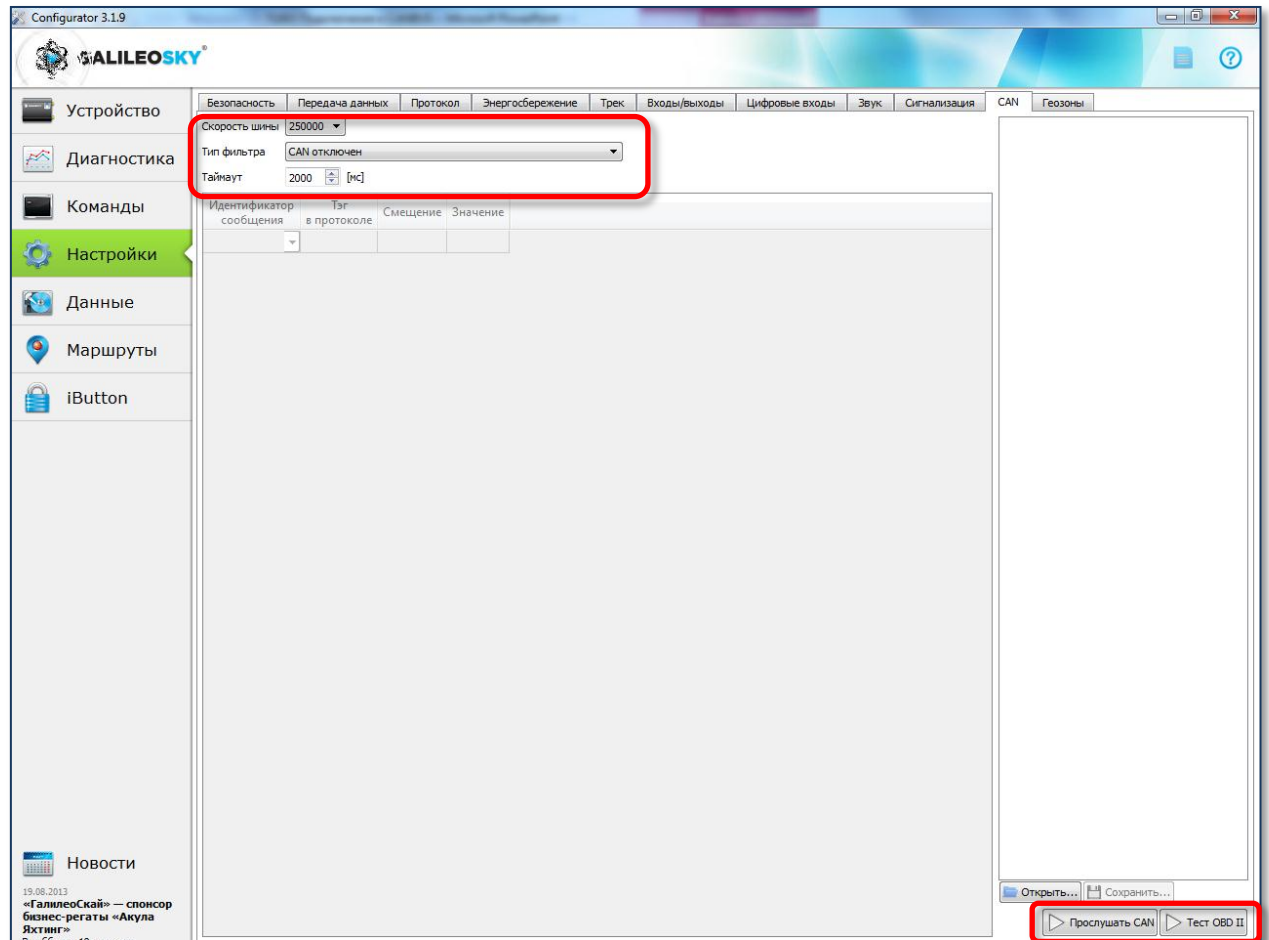 Configurator 3.1.9
GALILEOSKY®
Устройство
Диагностика
Команды
Настройки
Данные
Маршруты
iButton
Безопасность Передача данных Протокол Энергосбережение Трек Входы/выходы Цифровые входы Звук Сигнализация CAN Геозоны
Скорость шины 250000
Тип фильтра CAN отключен
Таймаут 2000 [мс]
Идентификатор сообщения Тэг в протоколе Смещение Значение
Новости
19.08.2013
«ГалилеоСкай» — спонсор
бизнес-регаты «Акула
Яхтинг»
Открыть... Сохранить...
Прослушать CAN Тест OBD II